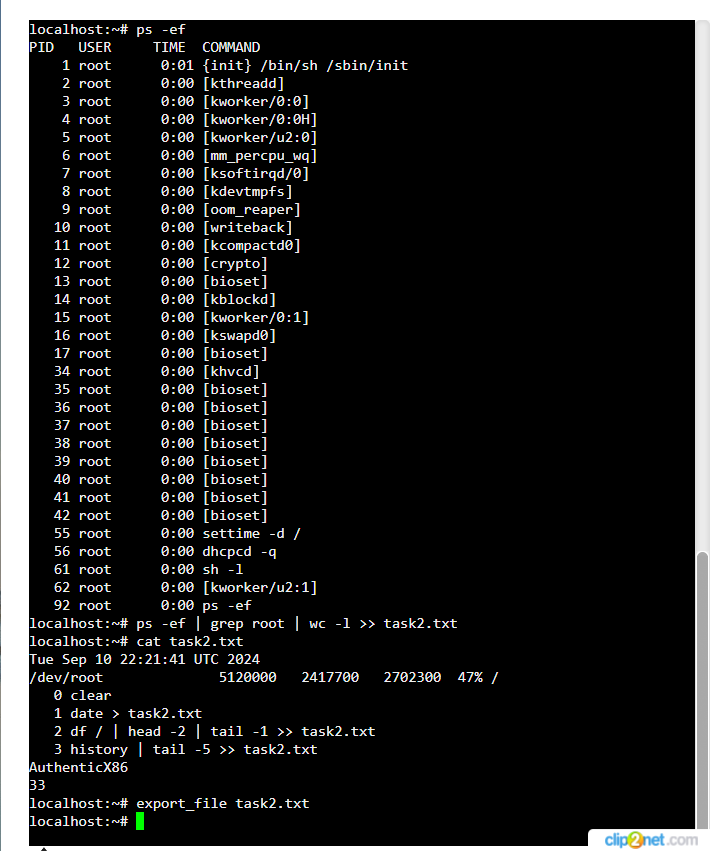 localhost:~# ps -ef
PID   USER     TIME  COMMAND
    1 root      0:01 {init} /bin/sh /sbin/init
    2 root      0:00 [kthreadd]
    3 root      0:00 [kworker/0:0]
    4 root      0:00 [kworker/0:0H]
    5 root      0:00 [kworker/u2:0]
    6 root      0:00 [mm_percpu_wq]
    7 root      0:00 [ksoftirqd/0]
    8 root      0:00 [kdevtmpfs]
    9 root      0:00 [oom_reaper]
   10 root      0:00 [writeback]
   11 root      0:00 [kcompactd0]
   12 root      0:00 [crypto]
   13 root      0:00 [bioset]
   14 root      0:00 [kblockd]
   15 root      0:00 [kworker/0:1]
   16 root      0:00 [kswapd0]
   17 root      0:00 [bioset]
   34 root      0:00 [khvcd]
   35 root      0:00 [bioset]
   36 root      0:00 [bioset]
   37 root      0:00 [bioset]
   38 root      0:00 [bioset]
   39 root      0:00 [bioset]
   40 root      0:00 [bioset]
   41 root      0:00 [bioset]
   42 root      0:00 [bioset]
   55 root      0:00 settime -d /
   56 root      0:00 dhcpcd -q
   61 root      0:00 sh -l
   62 root      0:00 [kworker/u2:1]
   92 root      0:00 ps -ef
localhost:~# ps -ef | grep root | wc -l >> task2.txt
localhost:~# cat task2.txt
Tue Sep 10 22:21:41 UTC 2024
/dev/root              5120000   2417700   2702300  47% /
   0 clear
   1 date > task2.txt
   2 df / | head -2 | tail -1 >> task2.txt
   3 history | tail -5 >> task2.txt
AuthenticX86
33
localhost:~# export_file task2.txt
localhost:~#
clip2net.com